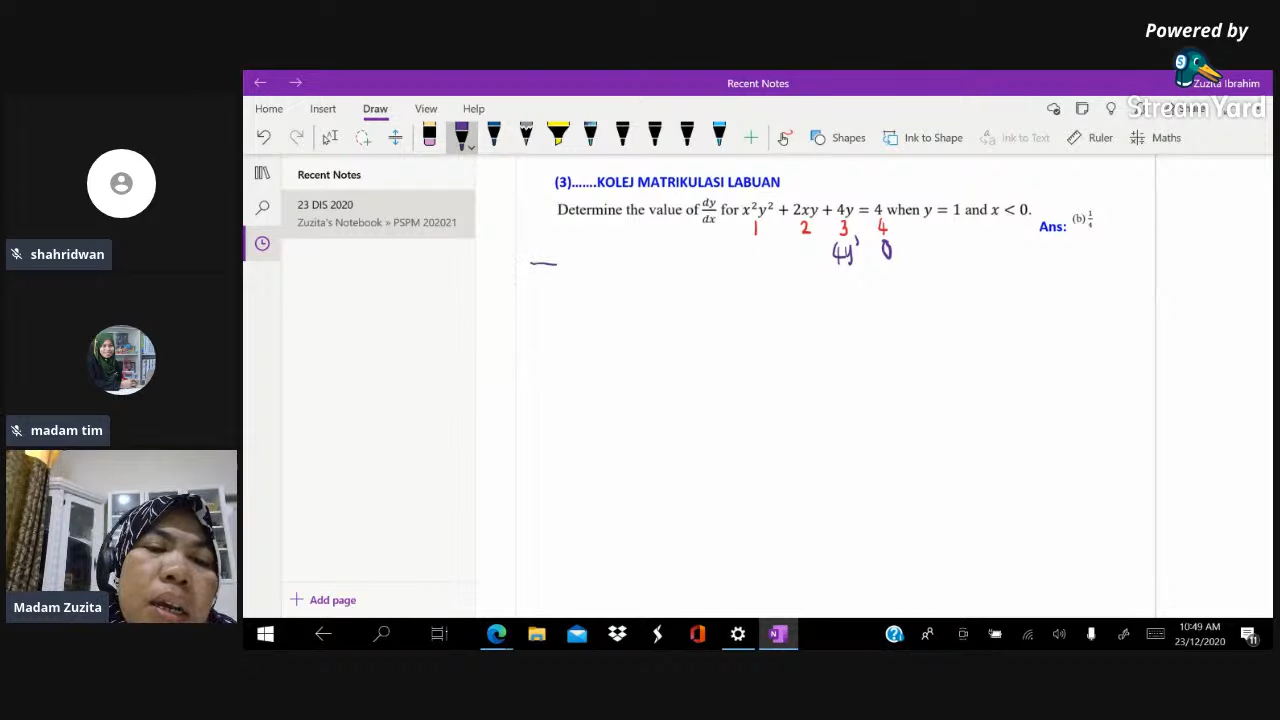 Powered by
S
StreamYard
Recent Notes
Zuzita Ibrahim
Home Insert Draw View Help
Shapes Ink to Shape Ink to Text Ruler Maths
Recent Notes
23 DIS 2020
Zuzita's Notebook » PSPM 202021
Add page
(3).......KOLEJ MATRIKULASI LABUAN
Determine the value of dy/dx for x²y² + 2xy + 4y = 4 when y = 1 and x < 0.
Ans: (b) 1/4
1 2 3 4
4y' 0
shahridwan
madam tim
Madam Zuzita
10:49 AM
23/12/2020
11